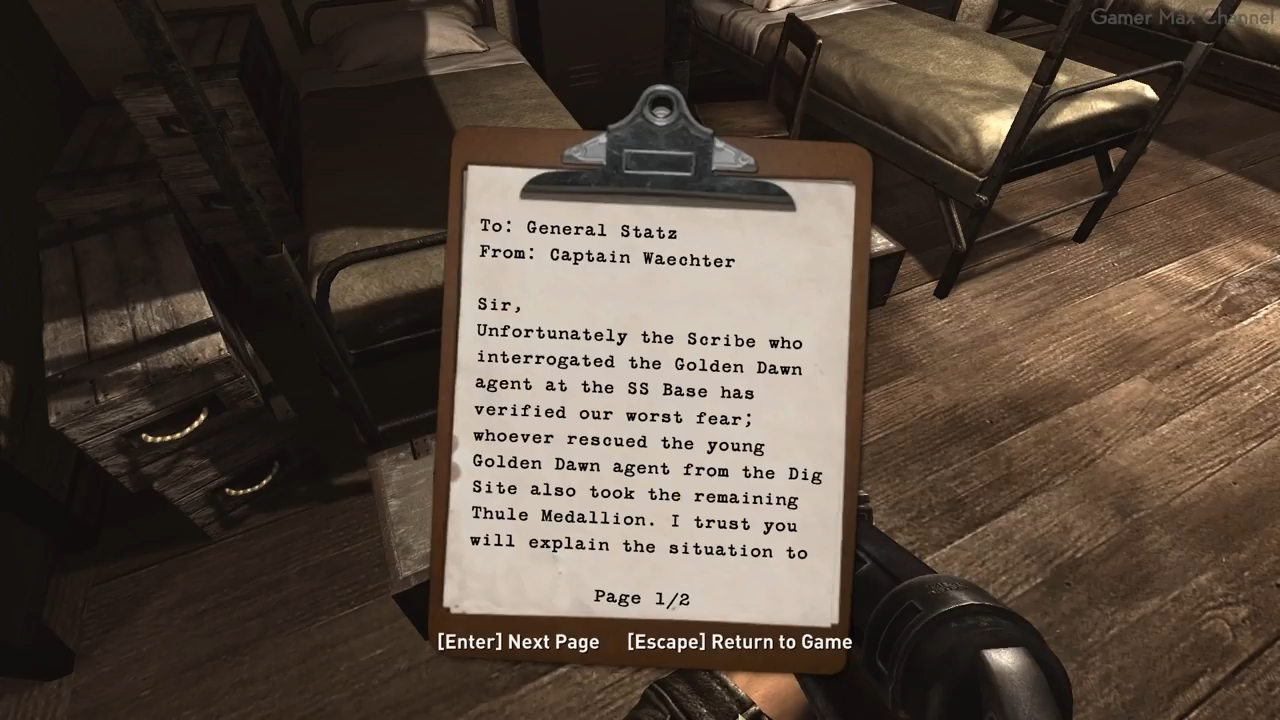 Gamer Max Channel
To: General Statz
From: Captain Waechter
Sir,
Unfortunately the Scribe who
interrogated the Golden Dawn
agent at the SS Base has
verified our worst fear;
whoever rescued the young
Golden Dawn agent from the Dig
Site also took the remaining
Thule Medallion. I trust you
will explain the situation to
Page 1/2
[Enter] Next Page [Escape] Return to Game